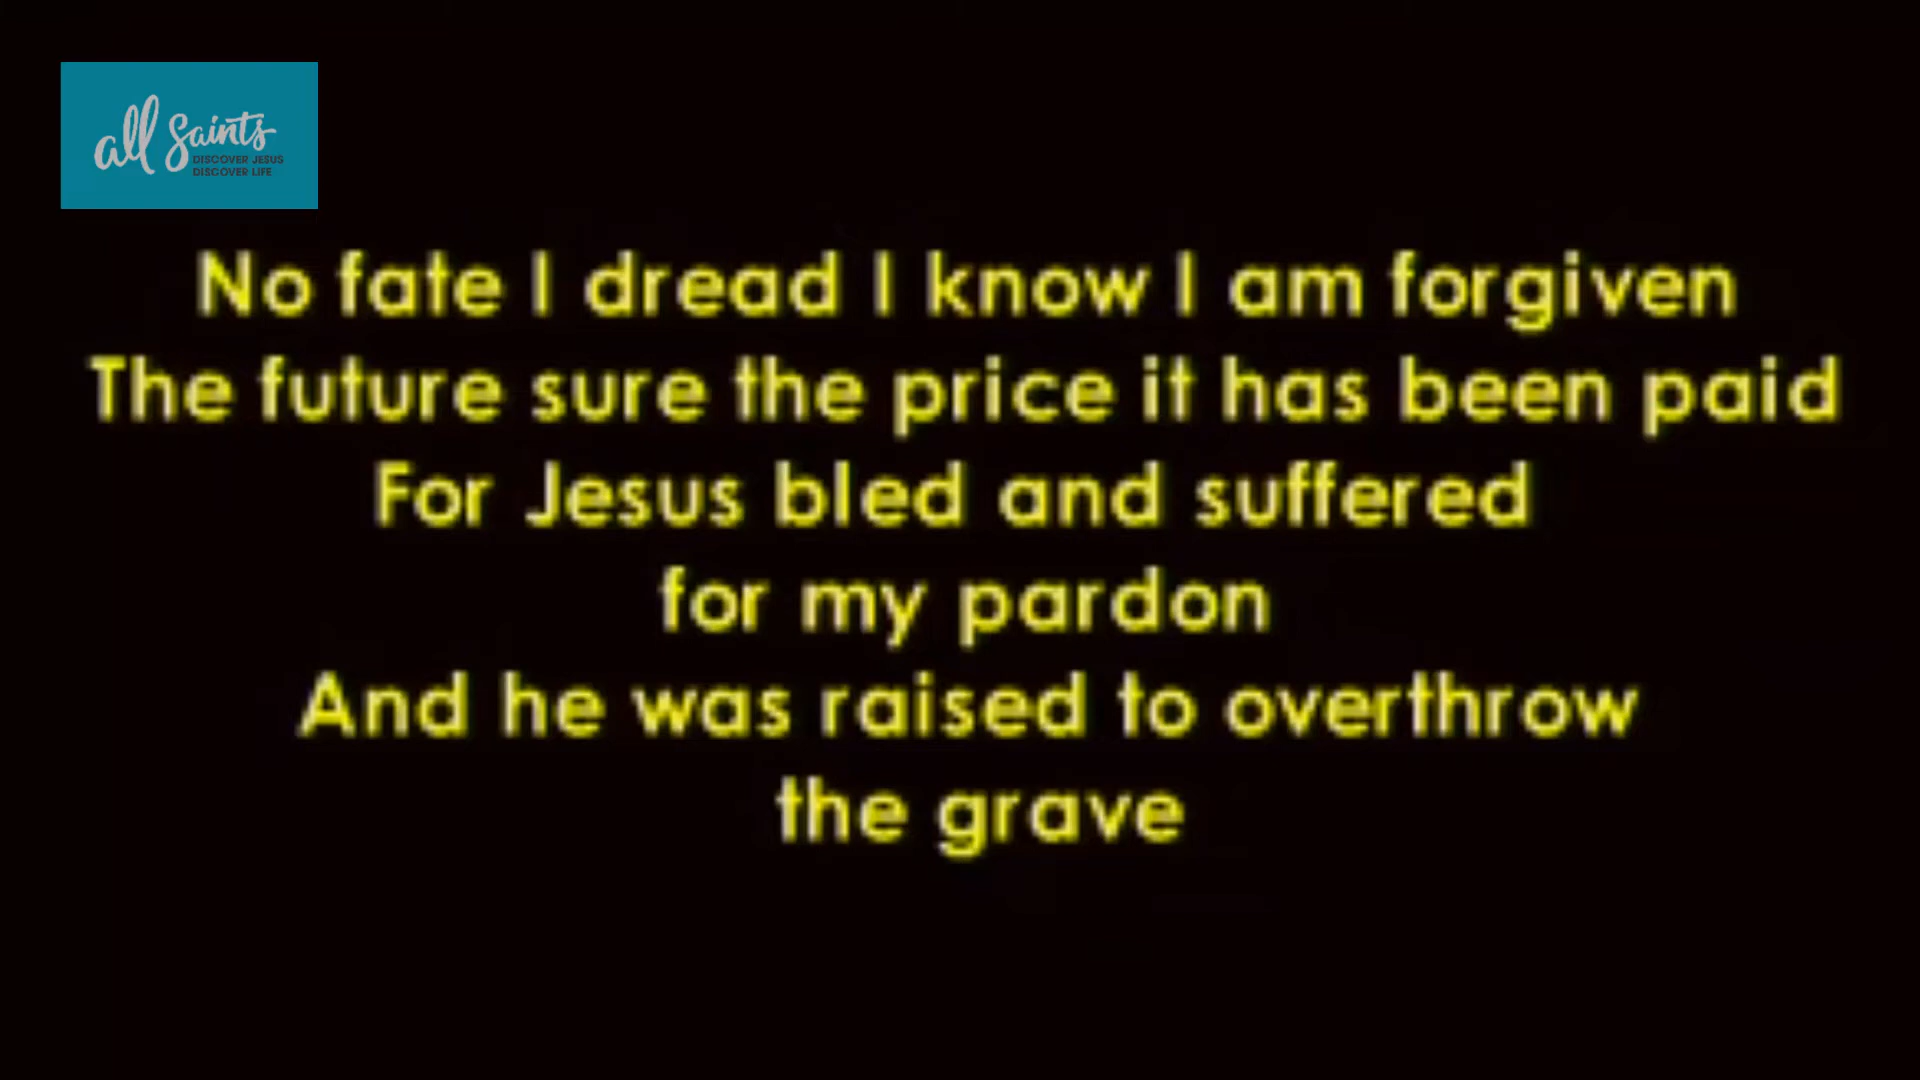 all Saints
DISCOVER JESUS
DISCOVER LIFE
No fate I dread I know I am forgiven
The future sure the price it has been paid
For Jesus bled and suffered
for my pardon
And he was raised to overthrow
the grave